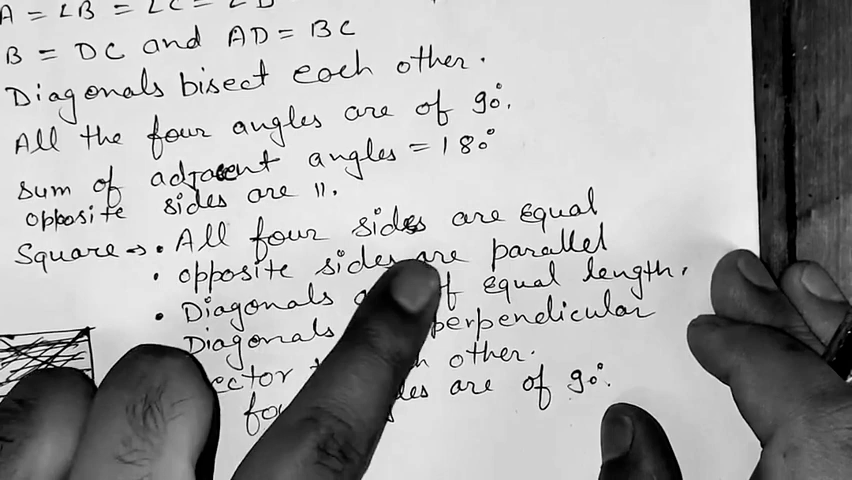 A = ∠B = ∠C = ∠D
B = DC and AD = BC
Diagonals bisect each other.
All the four angles are of 90°.
Sum of adjacent angles = 180°
opposite sides are ||.
Square → • All four sides are equal
• opposite sides are parallel
• Diagonals of equal length.
Diagonals perpendicular
ector each other.
are of 90°.